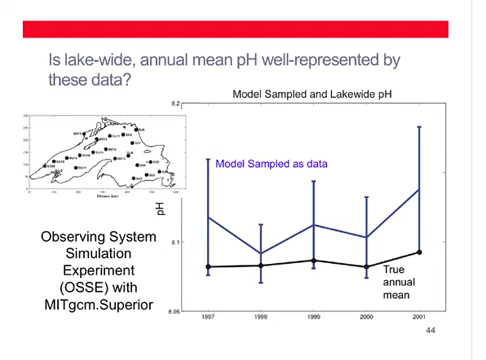 Is lake-wide, annual mean pH well-represented by
these data?
Model Sampled and Lakewide pH
8.2
Model Sampled as data
pH
8.1
True
annual
mean
8.05
1997
1998
1999
2000
2001
Observing System
Simulation
Experiment
(OSSE) with
MITgcm.Superior
44